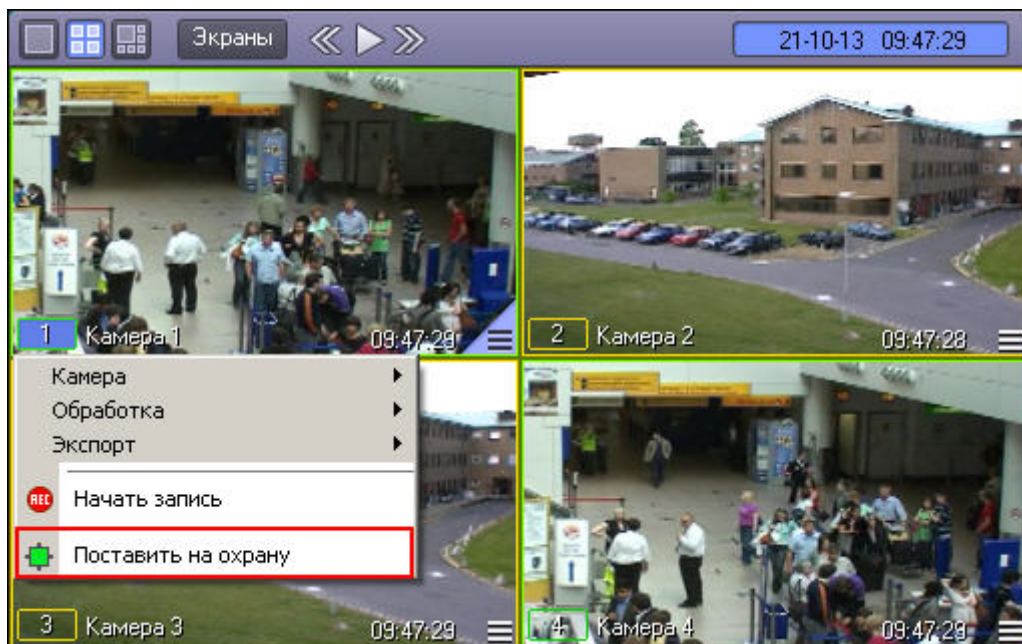 Экраны 21-10-13 09:47:29
1 Камера 1 09:47:29
2 Камера 2 09:47:28
Камера
Обработка
Экспорт
REC Начать запись
Поставить на охрану
3 Камера 3 09:47:29
4 Камера 4 09:47:29